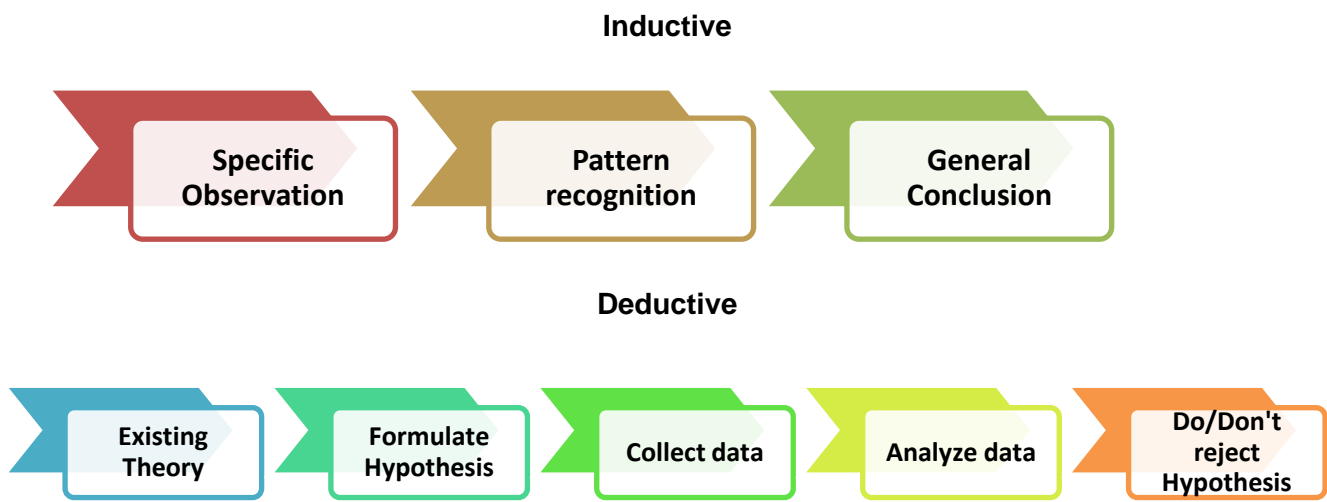 Inductive
Specific
Observation
Pattern
recognition
General
Conclusion
Deductive
Existing
Theory
Formulate
Hypothesis
Collect data
Analyze data
Do/Don't
reject
Hypothesis